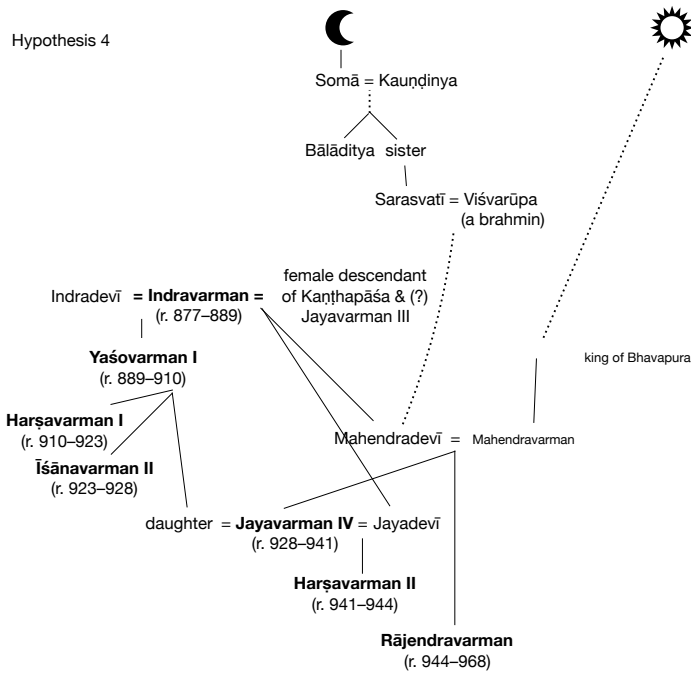 Hypothesis 4
Somā = Kauṇḍinya
Bālāditya sister
Sarasvatī = Viśvarūpa
(a brahmin)
female descendant
Indradevī = Indravarman = of Kaṇṭhapāśa & (?)
(r. 877–889) Jayavarman III
Yaśovarman I
(r. 889–910)
king of Bhavapura
Harṣavarman I
(r. 910–923)
Mahendradevī = Mahendravarman
Īśānavarman II
(r. 923–928)
daughter = Jayavarman IV = Jayadevī
(r. 928–941)
Harṣavarman II
(r. 941–944)
Rājendravarman
(r. 944–968)